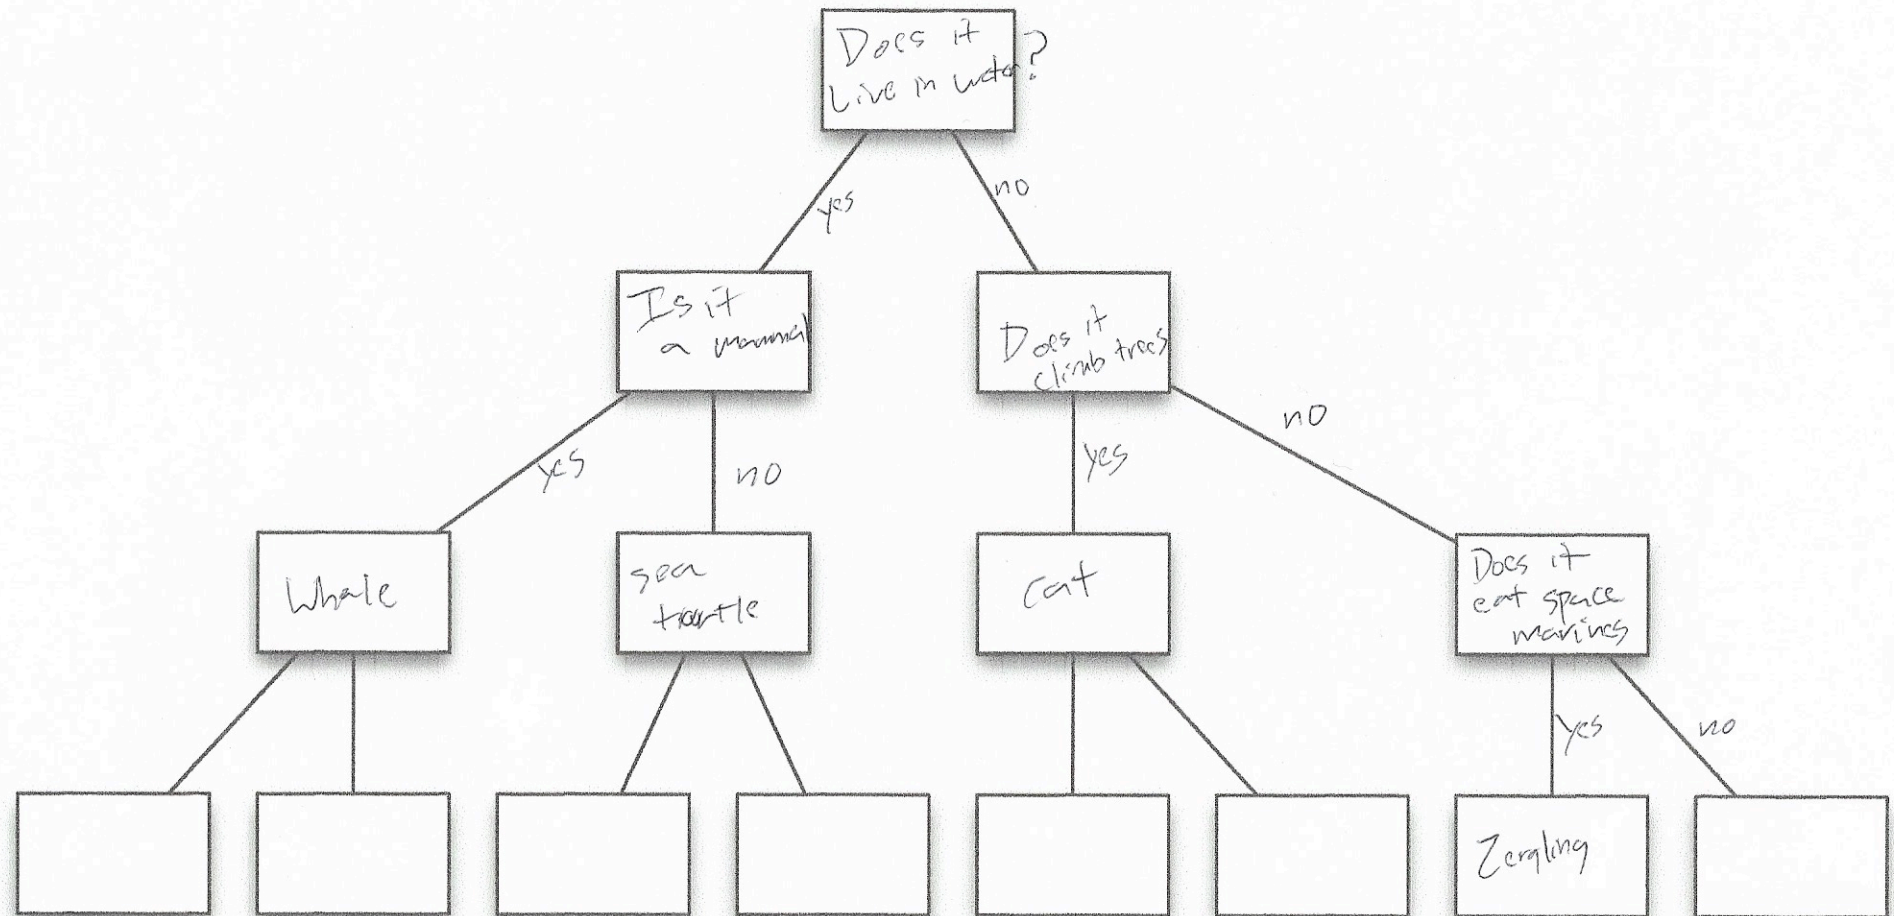 Does it
Live in water?
yes
no
Is it
a mammal
Does it
climb trees
yes
no
yes
no
Whale
sea
Cat
Does it
eat space
marines
yes
no
Zergling